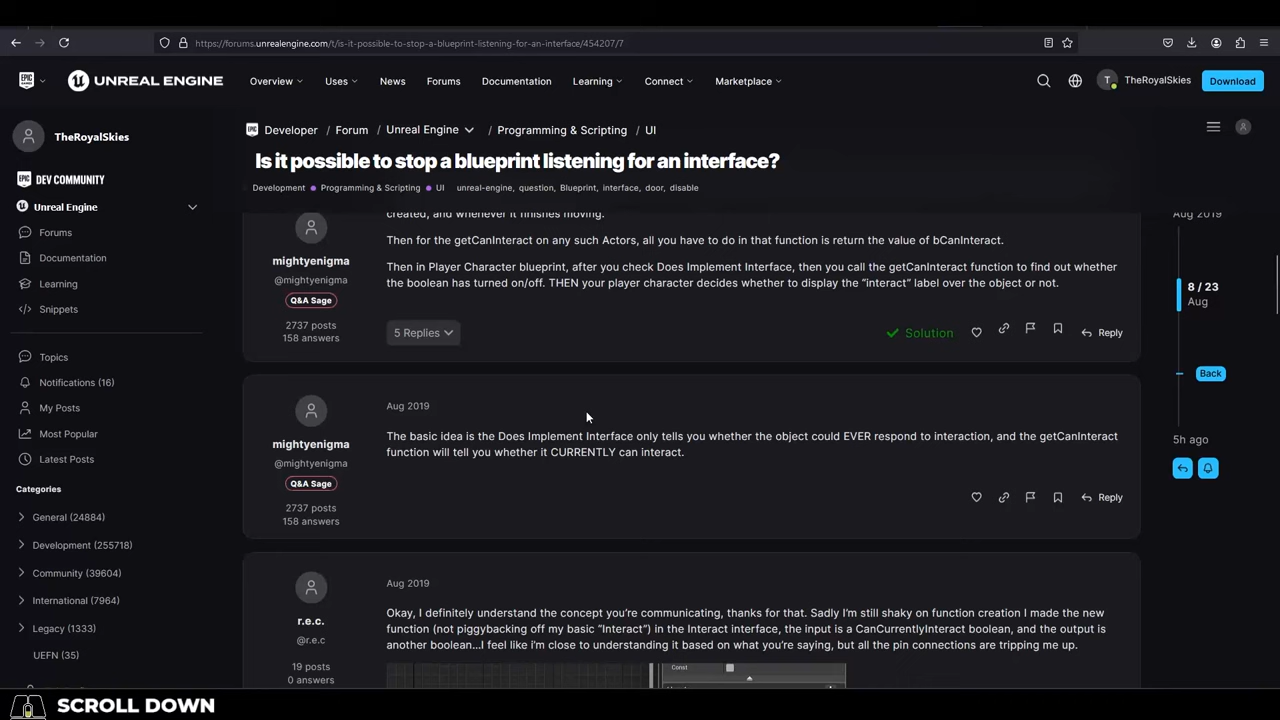 https://forums.unrealengine.com/t/is-it-possible-to-stop-a-blueprint-listening-for-an-interface/454207/7
EPIC
UNREAL ENGINE
Overview
Uses
News
Forums
Documentation
Learning
Connect
Marketplace
T
TheRoyalSkies
Download
TheRoyalSkies
EPIC DEV COMMUNITY
Unreal Engine
Forums
Documentation
Learning
Snippets
Topics
Notifications (16)
My Posts
Most Popular
Latest Posts
Categories
General (24884)
Development (255718)
Community (39604)
International (7964)
Legacy (1333)
UEFN (35)
EPIC Developer / Forum / Unreal Engine / Programming & Scripting / UI
Is it possible to stop a blueprint listening for an interface?
Development Programming & Scripting UI unreal-engine, question, Blueprint, interface, door, disable
created, and whenever it finishes moving.
Then for the getCanInteract on any such Actors, all you have to do in that function is return the value of bCanInteract.
Then in Player Character blueprint, after you check Does Implement Interface, then you call the getCanInteract function to find out whether
the boolean has turned on/off. THEN your player character decides whether to display the “interact” label over the object or not.
mightyenigma
@mightyenigma
Q&A Sage
2737 posts
158 answers
5 Replies
Solution
Reply
Aug 2019
mightyenigma
@mightyenigma
Q&A Sage
2737 posts
158 answers
The basic idea is the Does Implement Interface only tells you whether the object could EVER respond to interaction, and the getCanInteract
function will tell you whether it CURRENTLY can interact.
Reply
Aug 2019
r.e.c.
@r.e.c
19 posts
0 answers
Okay, I definitely understand the concept you’re communicating, thanks for that. Sadly I’m still shaky on function creation I made the new
function (not piggybacking off my basic “Interact”) in the Interact interface, the input is a CanCurrentlyInteract boolean, and the output is
another boolean…I feel like i’m close to understanding it based on what you’re saying, but all the pin connections are tripping me up.
Const
Aug 2019
8 / 23
Aug
Back
5h ago
SCROLL DOWN